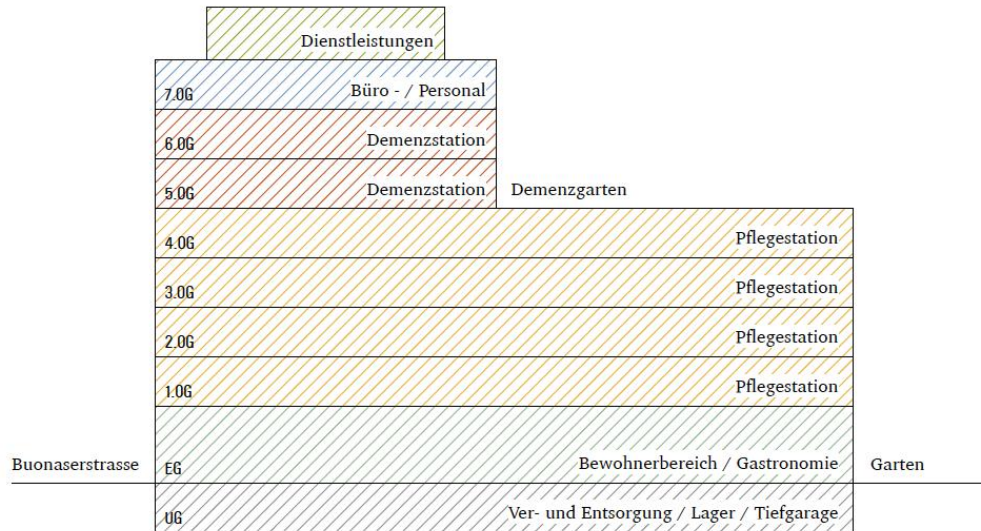 Dienstleistungen
7.OG Büro - / Personal
6.OG Demenzstation
5.OG Demenzstation Demenzgarten
4.OG Pflegestation
3.OG Pflegestation
2.OG Pflegestation
1.OG Pflegestation
Buonaserstrasse EG Bewohnerbereich / Gastronomie Garten
UG Ver- und Entsorgung / Lager / Tiefgarage